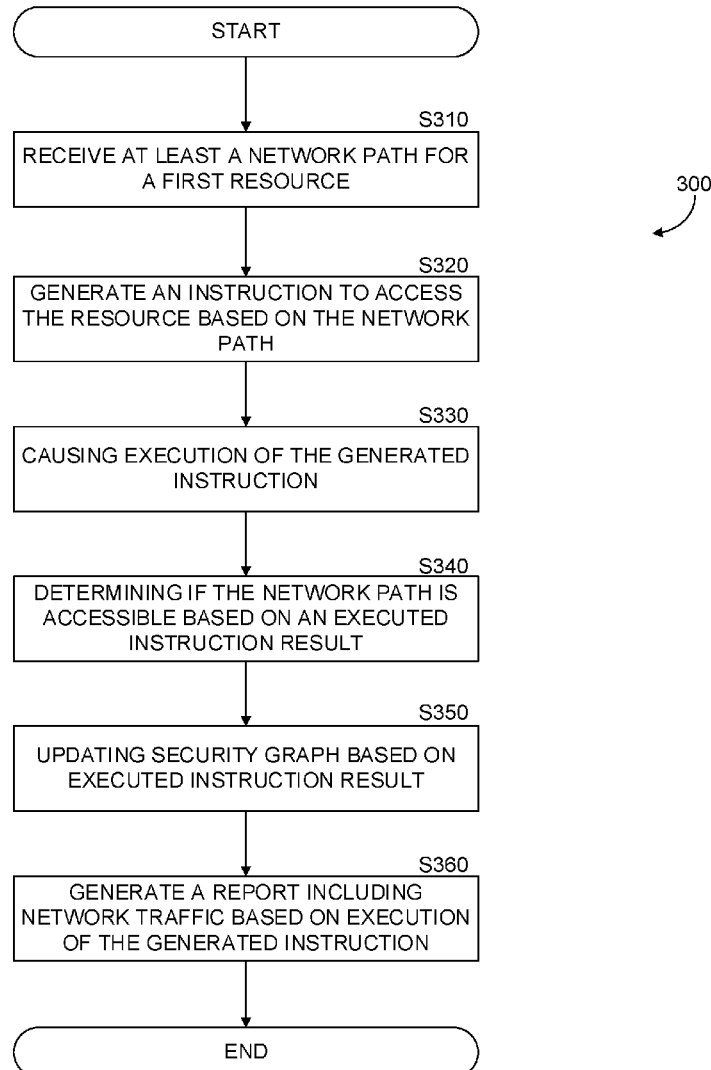 START
S310
RECEIVE AT LEAST A NETWORK PATH FOR
A FIRST RESOURCE
300
S320
GENERATE AN INSTRUCTION TO ACCESS
THE RESOURCE BASED ON THE NETWORK
PATH
S330
CAUSING EXECUTION OF THE GENERATED
INSTRUCTION
S340
DETERMINING IF THE NETWORK PATH IS
ACCESSIBLE BASED ON AN EXECUTED
INSTRUCTION RESULT
S350
UPDATING SECURITY GRAPH BASED ON
EXECUTED INSTRUCTION RESULT
S360
GENERATE A REPORT INCLUDING
NETWORK TRAFFIC BASED ON EXECUTION
OF THE GENERATED INSTRUCTION
END